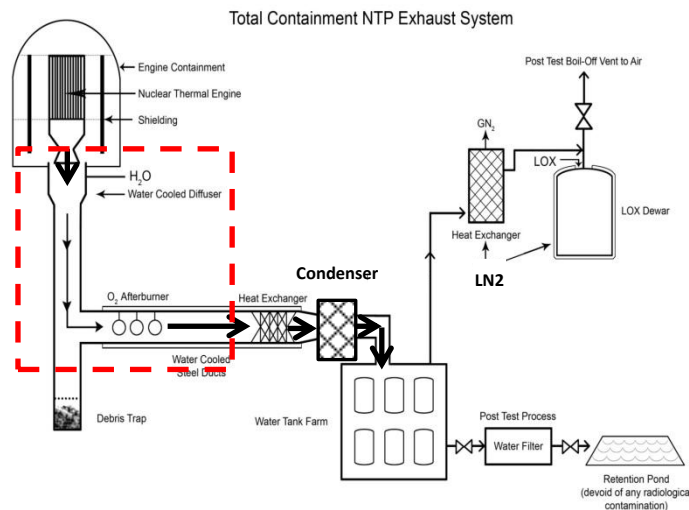 Total Containment NTP Exhaust System
Engine Containment
Nuclear Thermal Engine
Shielding
H2O
Water Cooled Diffuser
O2 Afterburner
Heat Exchanger
Condenser
Water Cooled
Steel Ducts
Debris Trap
Water Tank Farm
Post Test Boil-Off Vent to Air
GN2
LOX
Heat Exchanger
LOX Dewar
LN2
Post Test Process
Water Filter
Retention Pond
(devoid of any radiological
contamination)